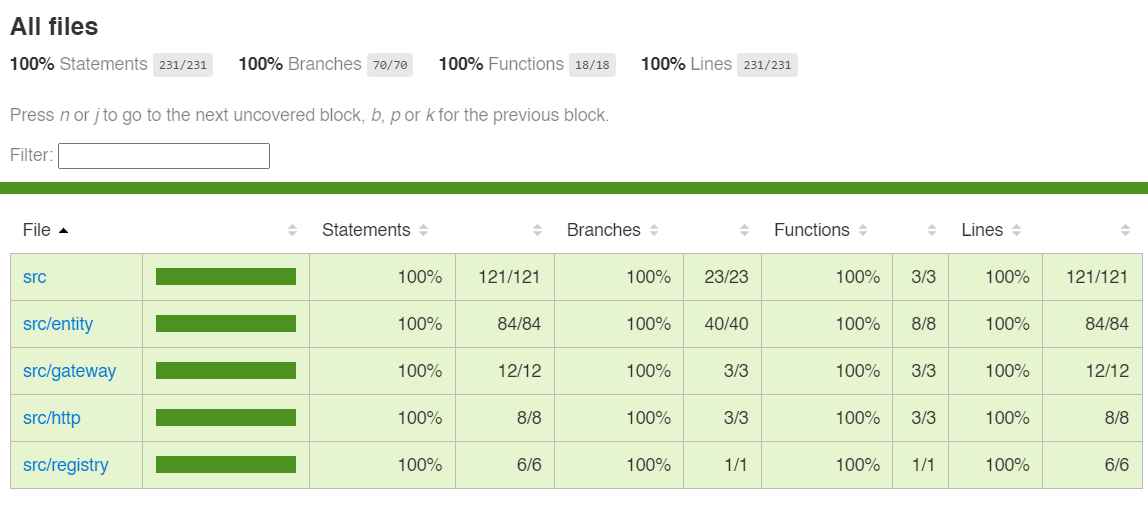 All files
100% Statements 231/231 100% Branches 70/70 100% Functions 18/18 100% Lines 231/231
Press n or j to go to the next uncovered block, b, p or k for the previous block.
Filter:
File Statements Branches Functions Lines
src 100% 121/121 100% 23/23 100% 3/3 100% 121/121
src/entity 100% 84/84 100% 40/40 100% 8/8 100% 84/84
src/gateway 100% 12/12 100% 3/3 100% 3/3 100% 12/12
src/http 100% 8/8 100% 3/3 100% 3/3 100% 8/8
src/registry 100% 6/6 100% 1/1 100% 1/1 100% 6/6